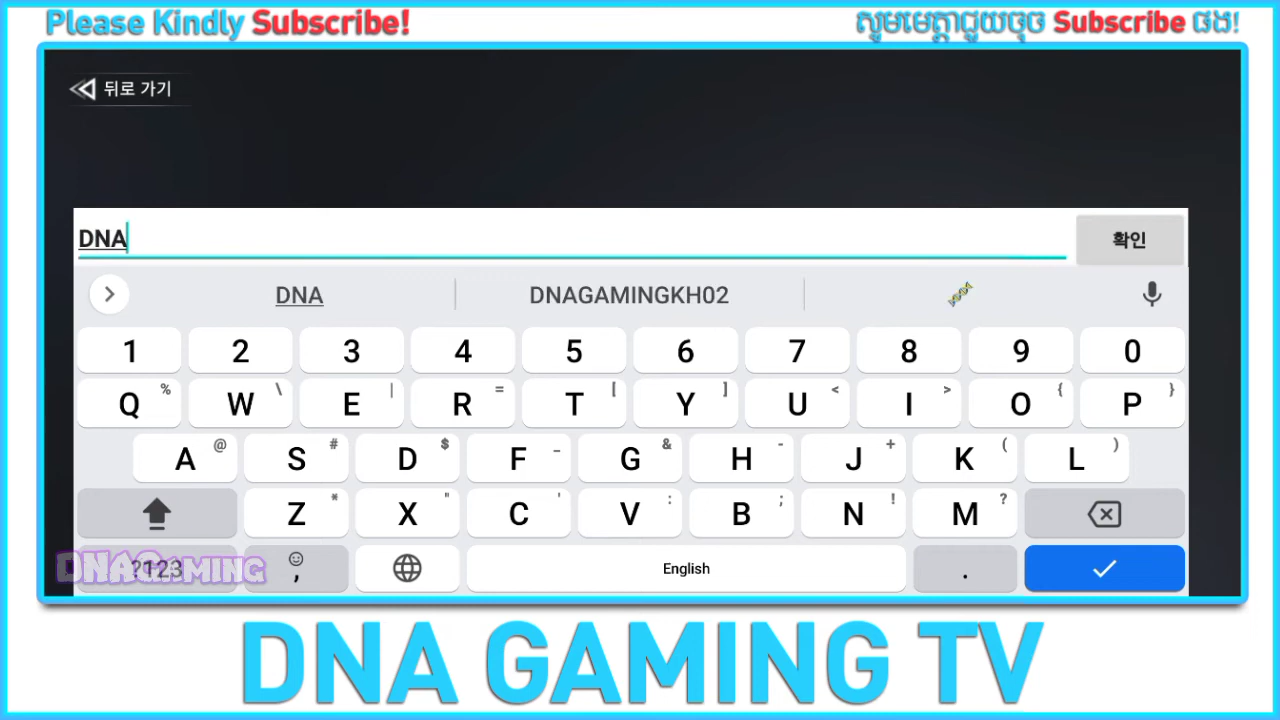 Please Kindly Subscribe!
សូមមេត្តាជួយចុច Subscribe ផង!
뒤로 가기
DNA
확인
DNA DNAGAMINGKH02
1 2 3 4 5 6 7 8 9 0
Q % W \ E | R = T [ Y ] U < I > O { P }
A @ S # D $ F _ G & H - J + K ( L )
Z * X " C ' V : B ; N ! M ?
?123 , English .
DNAGAMING
DNA GAMING TV